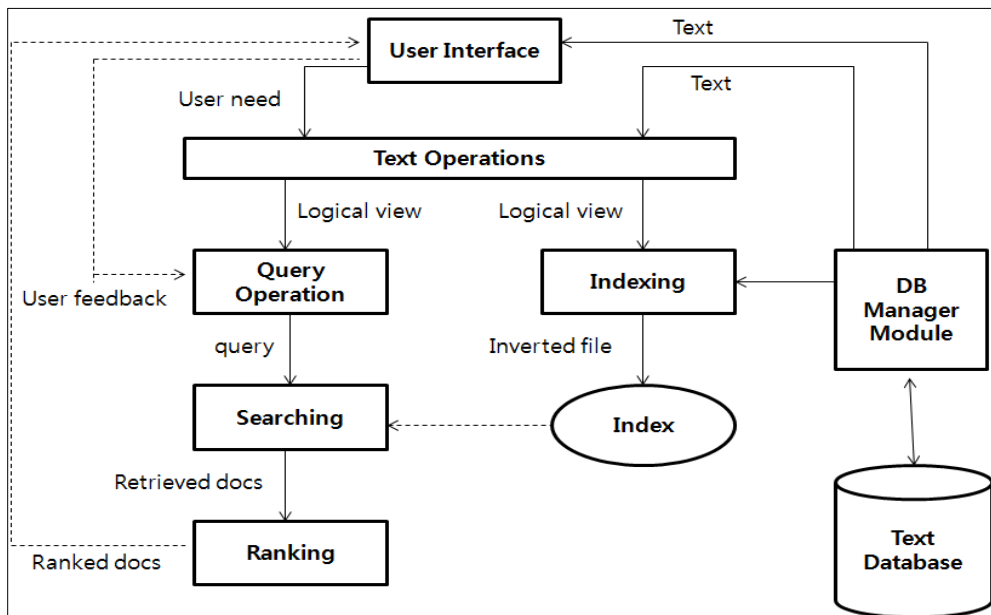 Text
User Interface
Text
User need
Text Operations
Logical view
Logical view
Query
Operation
Indexing
DB
Manager
Module
User feedback
query
Inverted file
Searching
Index
Retrieved docs
Ranking
Ranked docs
Text
Database